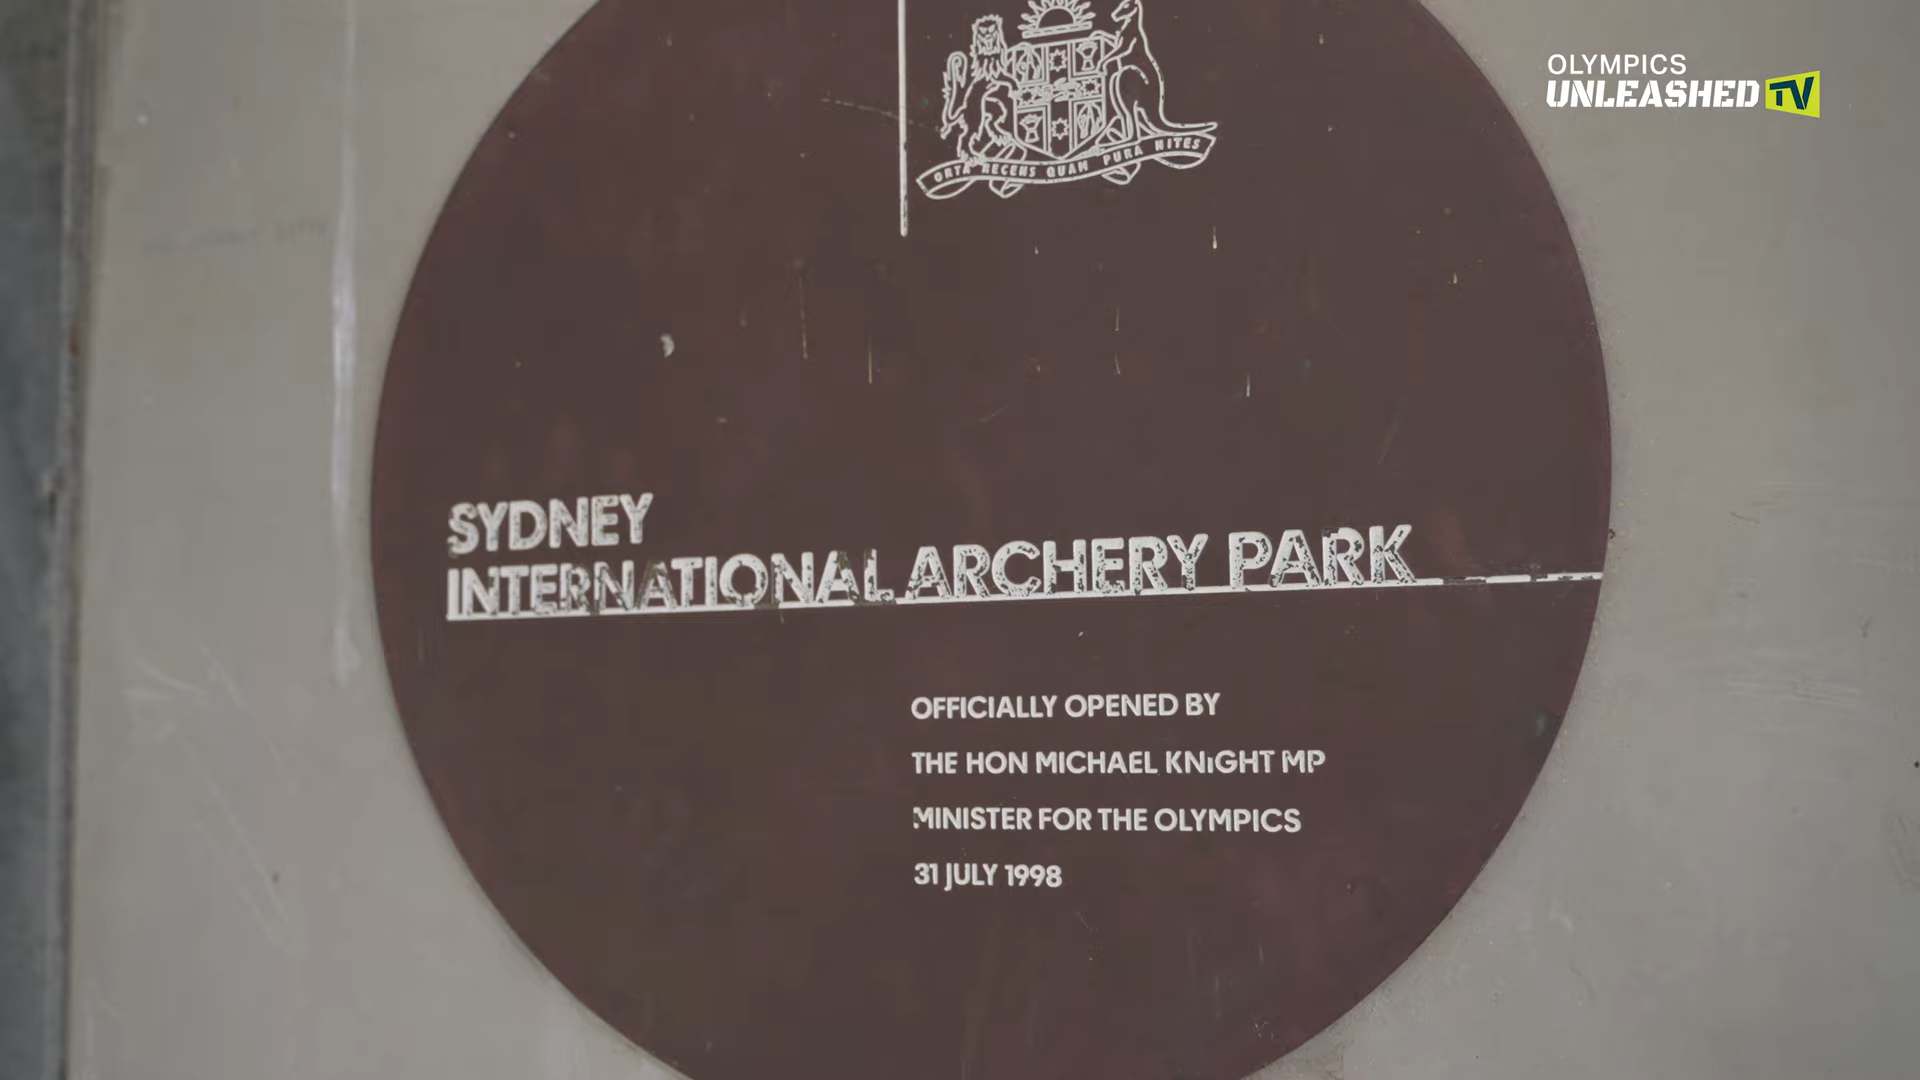 OLYMPICS
UNLEASHED TV
ORTA RECENS QUAM PURA NITES
SYDNEY
INTERNATIONAL ARCHERY PARK
OFFICIALLY OPENED BY
THE HON MICHAEL KNIGHT MP
MINISTER FOR THE OLYMPICS
31 JULY 1998